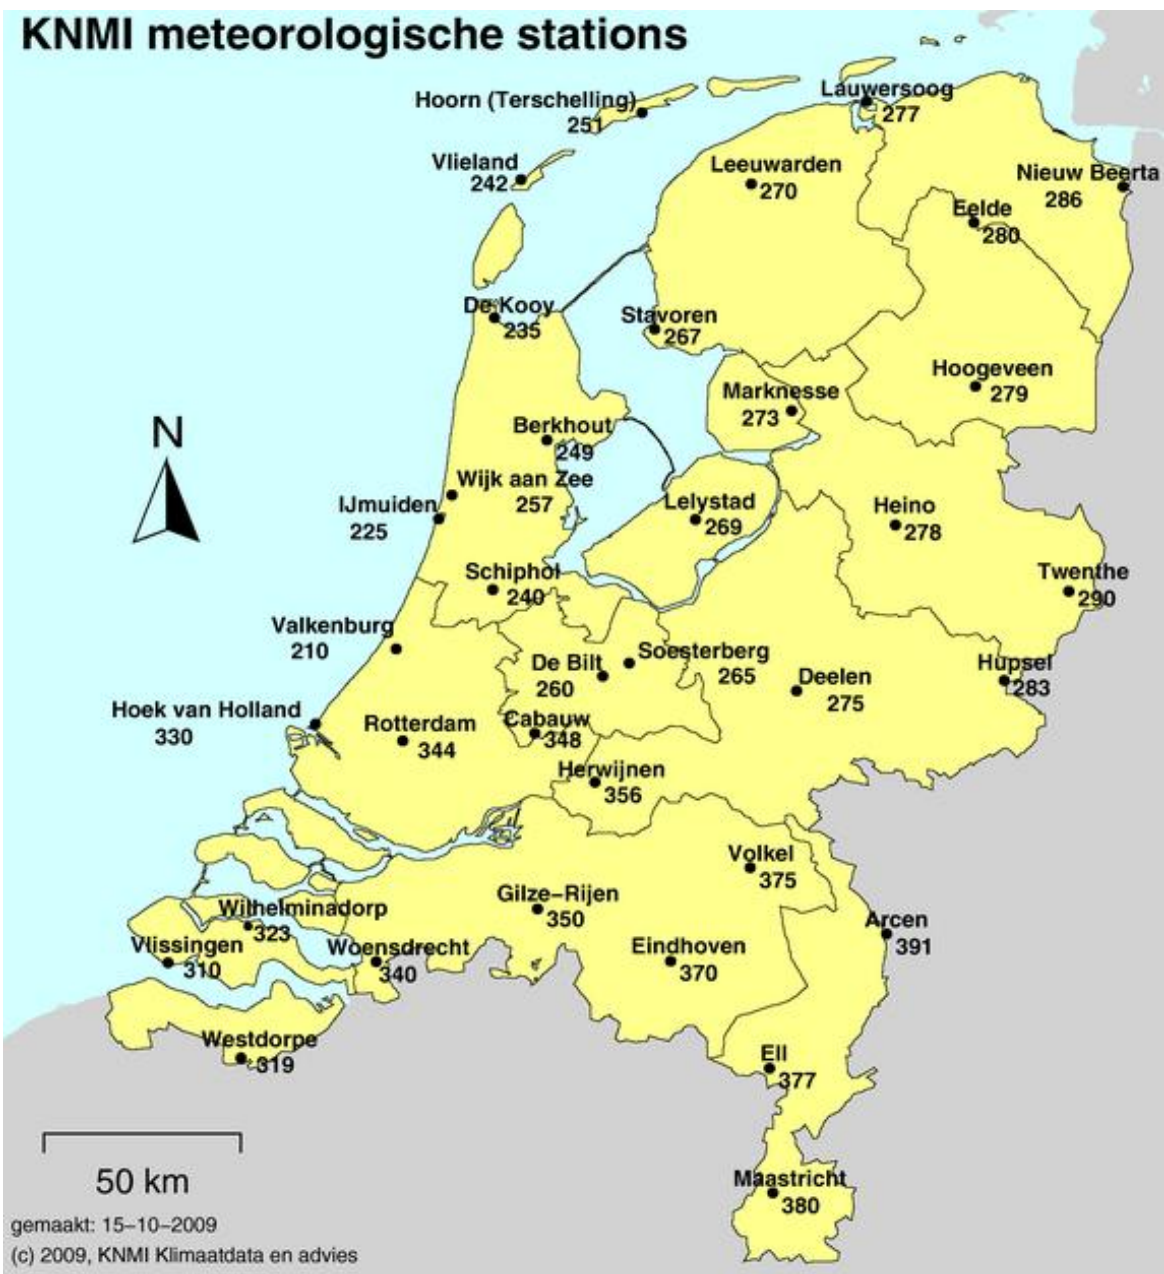 KNMI meteorologische stations
Lauwersoog
277
Hoorn (Terschelling)
251
Vlieland
242
Leeuwarden
270
Nieuw Beerta
286
Eelde
280
De Kooy
235
Stavoren
267
Hoogeveen
279
Marknesse
273
Berkhout
249
N
Wijk aan Zee
257
IJmuiden
225
Lelystad
269
Heino
278
Schiphol
240
Twenthe
290
Valkenburg
210
De Bilt
260
Soesterberg
265
Deelen
275
Hupsel
283
Hoek van Holland
330
Rotterdam
344
Cabauw
348
Herwijnen
356
Volkel
375
Gilze–Rijen
350
Wilhelminadorp
323
Arcen
391
Vlissingen
310
Woensdrecht
340
Eindhoven
370
Westdorpe
319
Ell
377
50 km
Maastricht
380
gemaakt: 15–10–2009
(c) 2009, KNMI Klimaatdata en advies